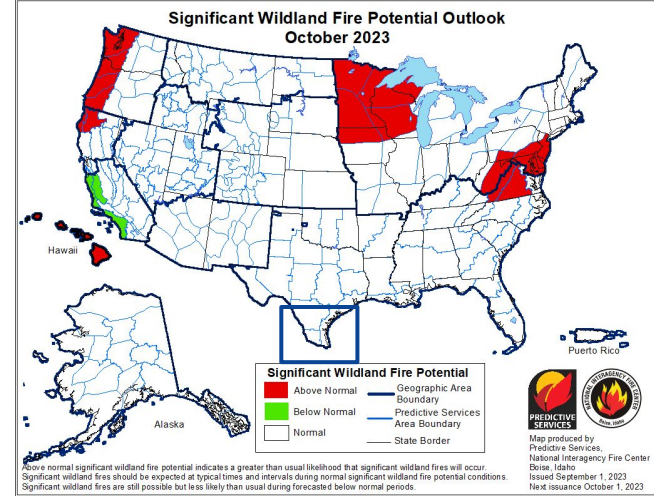 Significant Wildland Fire Potential Outlook
October 2023
Hawaii
Alaska
Puerto Rico
Significant Wildland Fire Potential
Above Normal
Below Normal
Normal
Geographic Area
Boundary
Predictive Services
Area Boundary
State Border
PREDICTIVE
SERVICES
NATIONAL INTERAGENCY FIRE CENTER
Boise, Idaho
Map produced by
Predictive Services,
National Interagency Fire Center
Boise, Idaho
Issued September 1, 2023
Next issuance October 1, 2023
Above normal significant wildland fire potential indicates a greater than usual likelihood that significant wildland fires will occur.
Significant wildland fires should be expected at typical times and intervals during normal significant wildland fire potential conditions.
Significant wildland fires are still possible but less likely than usual during forecasted below normal periods.